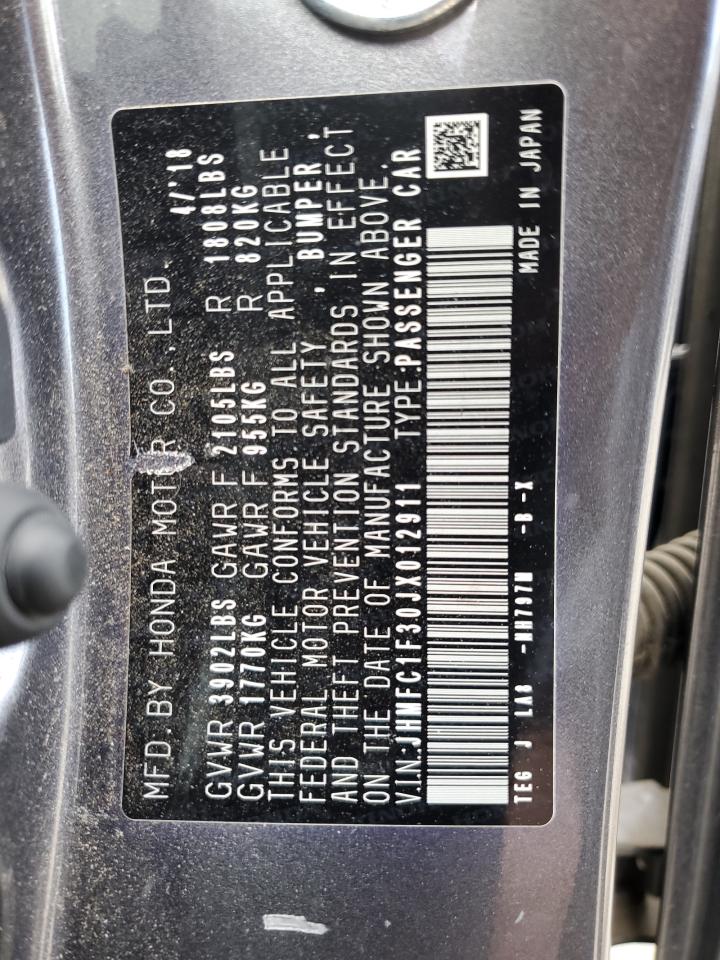 MFD. BY HONDA MOTOR CO.,LTD. 4/'18
GVWR 3902LBS GAWR F 2105LBS R 1808LBS
GVWR 1770KG GAWR F 955KG R 820KG
THIS VEHICLE CONFORMS TO ALL APPLICABLE
FEDERAL MOTOR VEHICLE SAFETY , BUMPER ,
AND THEFT PREVENTION STANDARDS IN EFFECT
ON THE DATE OF MANUFACTURE SHOWN ABOVE.
V.I.N:JHMFC1F30JX012911 TYPE:PASSENGER CAR
TEG J LA8 -NH797M -B -X MADE IN JAPAN